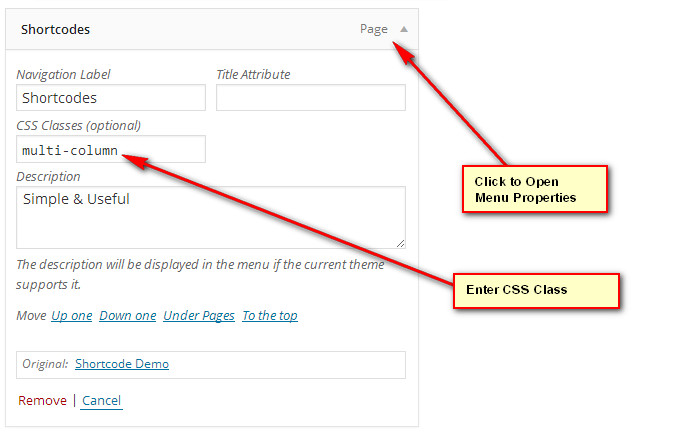 Shortcodes Page
Navigation Label Title Attribute
Shortcodes
CSS Classes (optional)
multi-column
Description
Simple & Useful
The description will be displayed in the menu if the current theme
supports it.
Move Up one Down one Under Pages To the top
Original: Shortcode Demo
Remove | Cancel
Click to Open
Menu Properties
Enter CSS Class